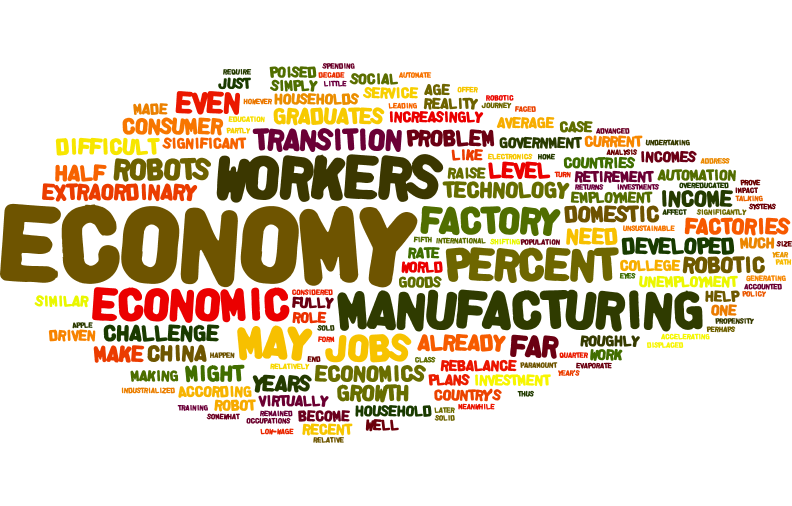 REQUIRE
POISED
SPENDING
JUST
SIMPLY
DECADE
LITTLE
SOCIAL
AUTOMATE
MADE
EVEN
HOWEVER
HOUSEHOLDS
SERVICE
AGE
OFFER
ROBOTIC
LEADING
REALITY
JOURNEY
CONSUMER
EDUCATION
PARTLY
GRADUATES
INCREASINGLY
FACED
AVERAGE
CASE
ADVANCED
DIFFICULT
SIGNIFICANT
TRANSITION
PROBLEM
GOVERNMENT
CURRENT
UNDERTAKING
HALF
ROBOTS
WORKERS
LIKE
ELECTRONICS
HOME
COUNTRIES
ANALYSIS
INCOMES
ADDRESS
EXTRAORDINARY
RAISE
LEVEL
TURN
RETIREMENT
AUTOMATION
TECHNOLOGY
RETURNS
INVESTMENTS
OVEREDUCATED
PROVE
EMPLOYMENT
INCOME
IMPACT
TALKING
ECONOMY
FACTORY
DOMESTIC
AFFECT
SIGNIFICANTLY
SYSTEMS
FIFTH
INTERNATIONAL
SHIFTING
POPULATION
NEED
UNSUSTAINABLE
FACTORIES
RATE
PERCENT
DEVELOPED
MUCH
SIZE
WORLD
COLLEGE
ROBOTIC
YEAR
PATH
GOODS
EYES
UNEMPLOYMENT
GENERATING
ACCOUNTED
SIMILAR
ECONOMIC
CONSIDERED
FULLY
MANUFACTURING
HELP
POLICY
ROLE
ONE
APPLE
SOLD
PROPENSITY
DRIVEN
CHALLENGE
MAY
FORM
JOBS
ALREADY
FAR
ROUGHLY
ACCELERATING
PERHAPS
DISPLACED
MAKE
CHINA
HAPPEN
END
CLASS
QUARTER
WORK
RELATIVELY
REBALANCE
PARAMOUNT
EVAPORATE
MAKING
MIGHT
YEARS
ECONOMICS
PLANS
INVESTMENT
YEAR'S
INDUSTRIALIZED
ACCORDING
VIRTUALLY
GROWTH
COUNTRY'S
THUS
TRAINING
ROBOT
REMAINED
BECOME
HOUSEHOLD
LATER
MEANWHILE
SOMEWHAT
OCCUPATIONS
SOLID
LOW-WAGE
RECENT
WELL
RELATIVE